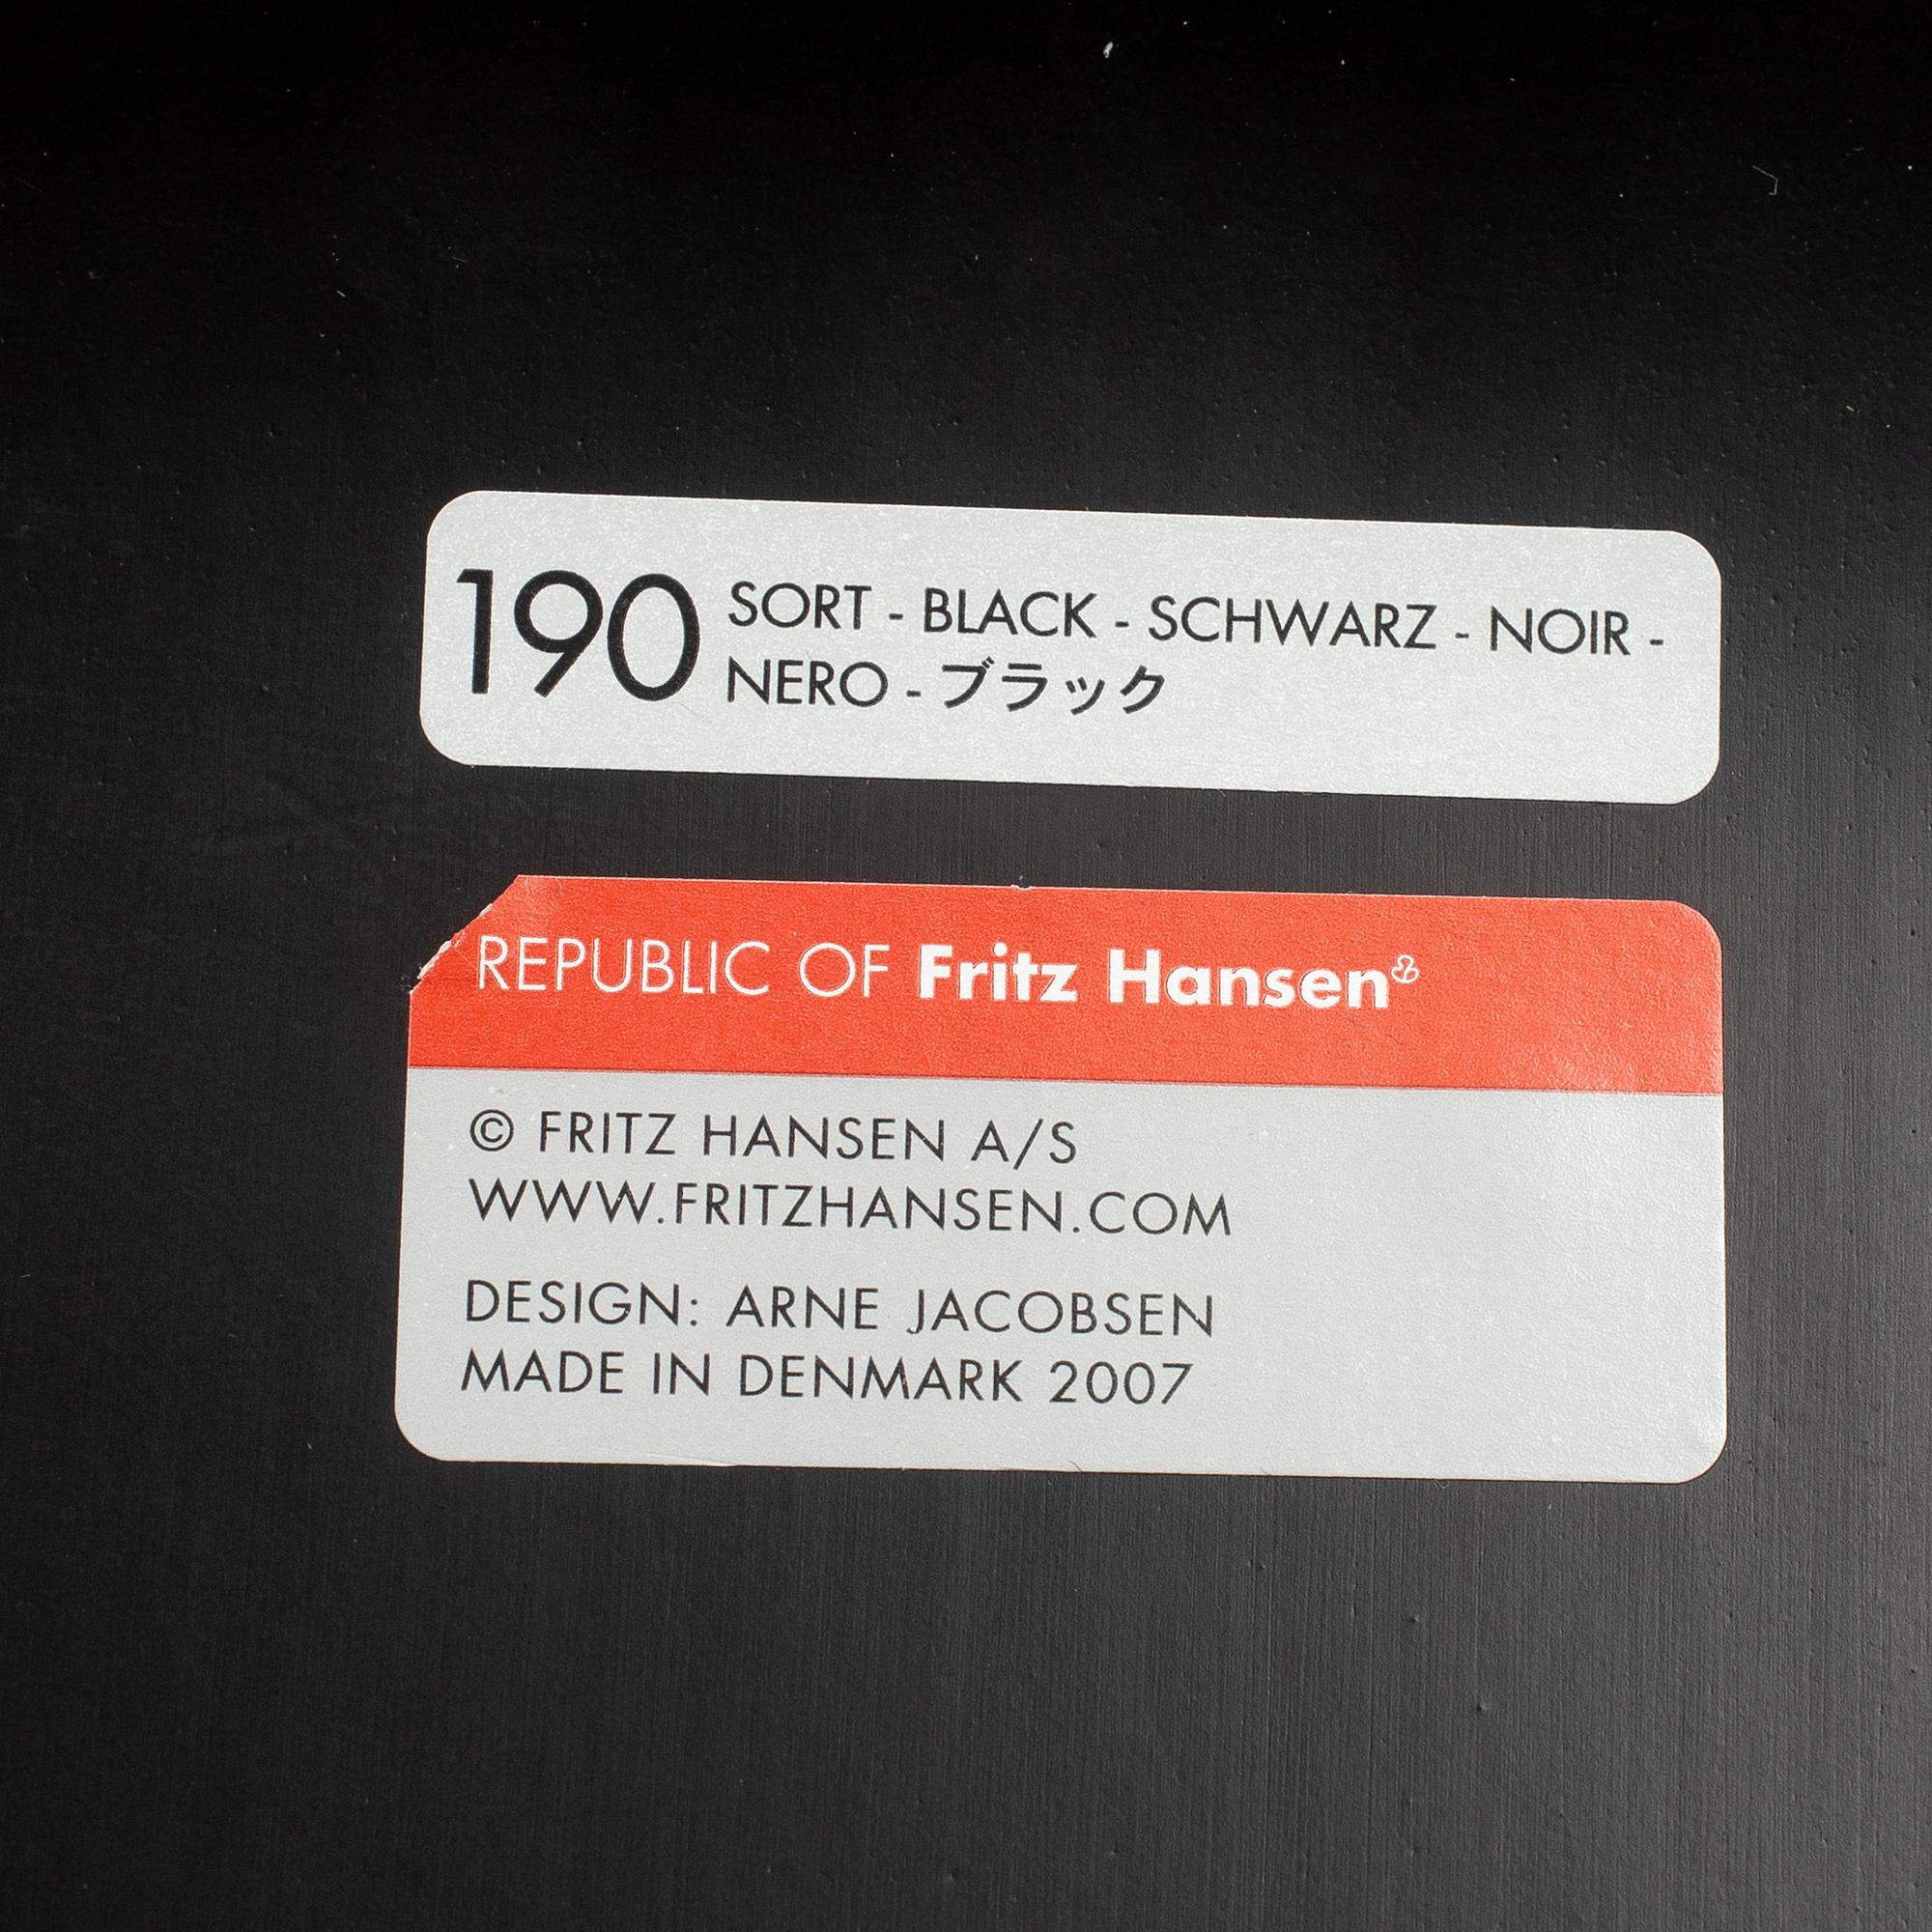 190 SORT - BLACK - SCHWARZ - NOIR -
NERO - ブラック
REPUBLIC OF Fritz Hansen
© FRITZ HANSEN A/S
WWW.FRITZHANSEN.COM
DESIGN: ARNE JACOBSEN
MADE IN DENMARK 2007